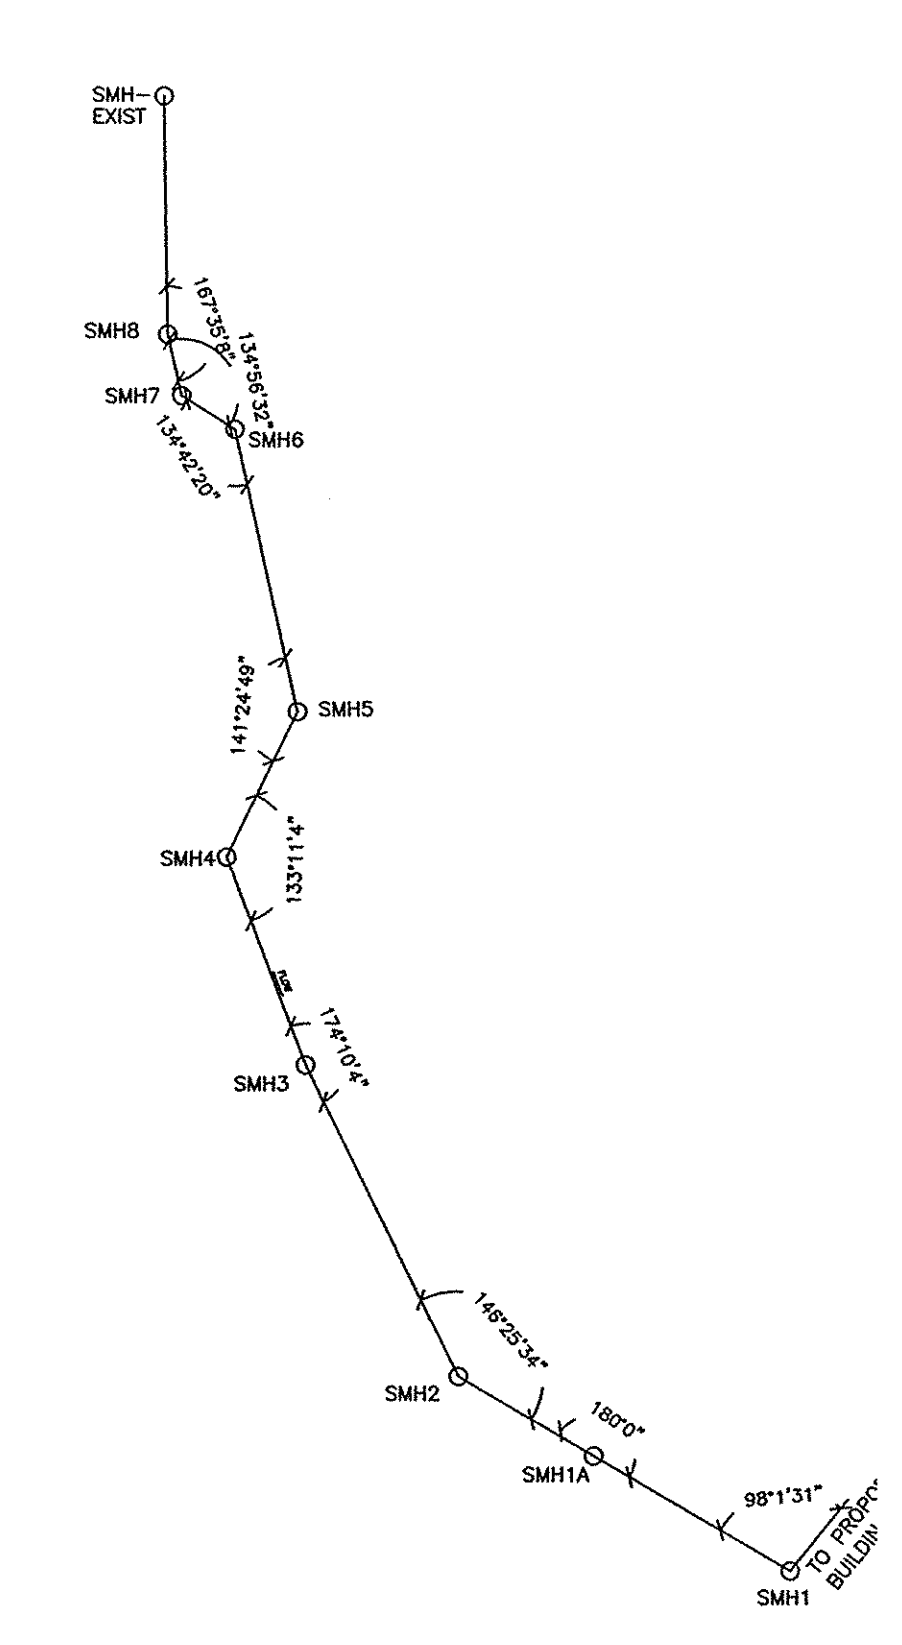 SMH-
EXIST
167°35'8"
SMH8
134°56'32"
SMH7
134°42'20"
SMH6
141°24'49"
SMH5
133°11'4"
SMH4
FLOW
174°10'4"
SMH3
146°25'34"
SMH2
180°0"
SMH1A
98°1'31"
TO PROPOS
BUILDIN
SMH1